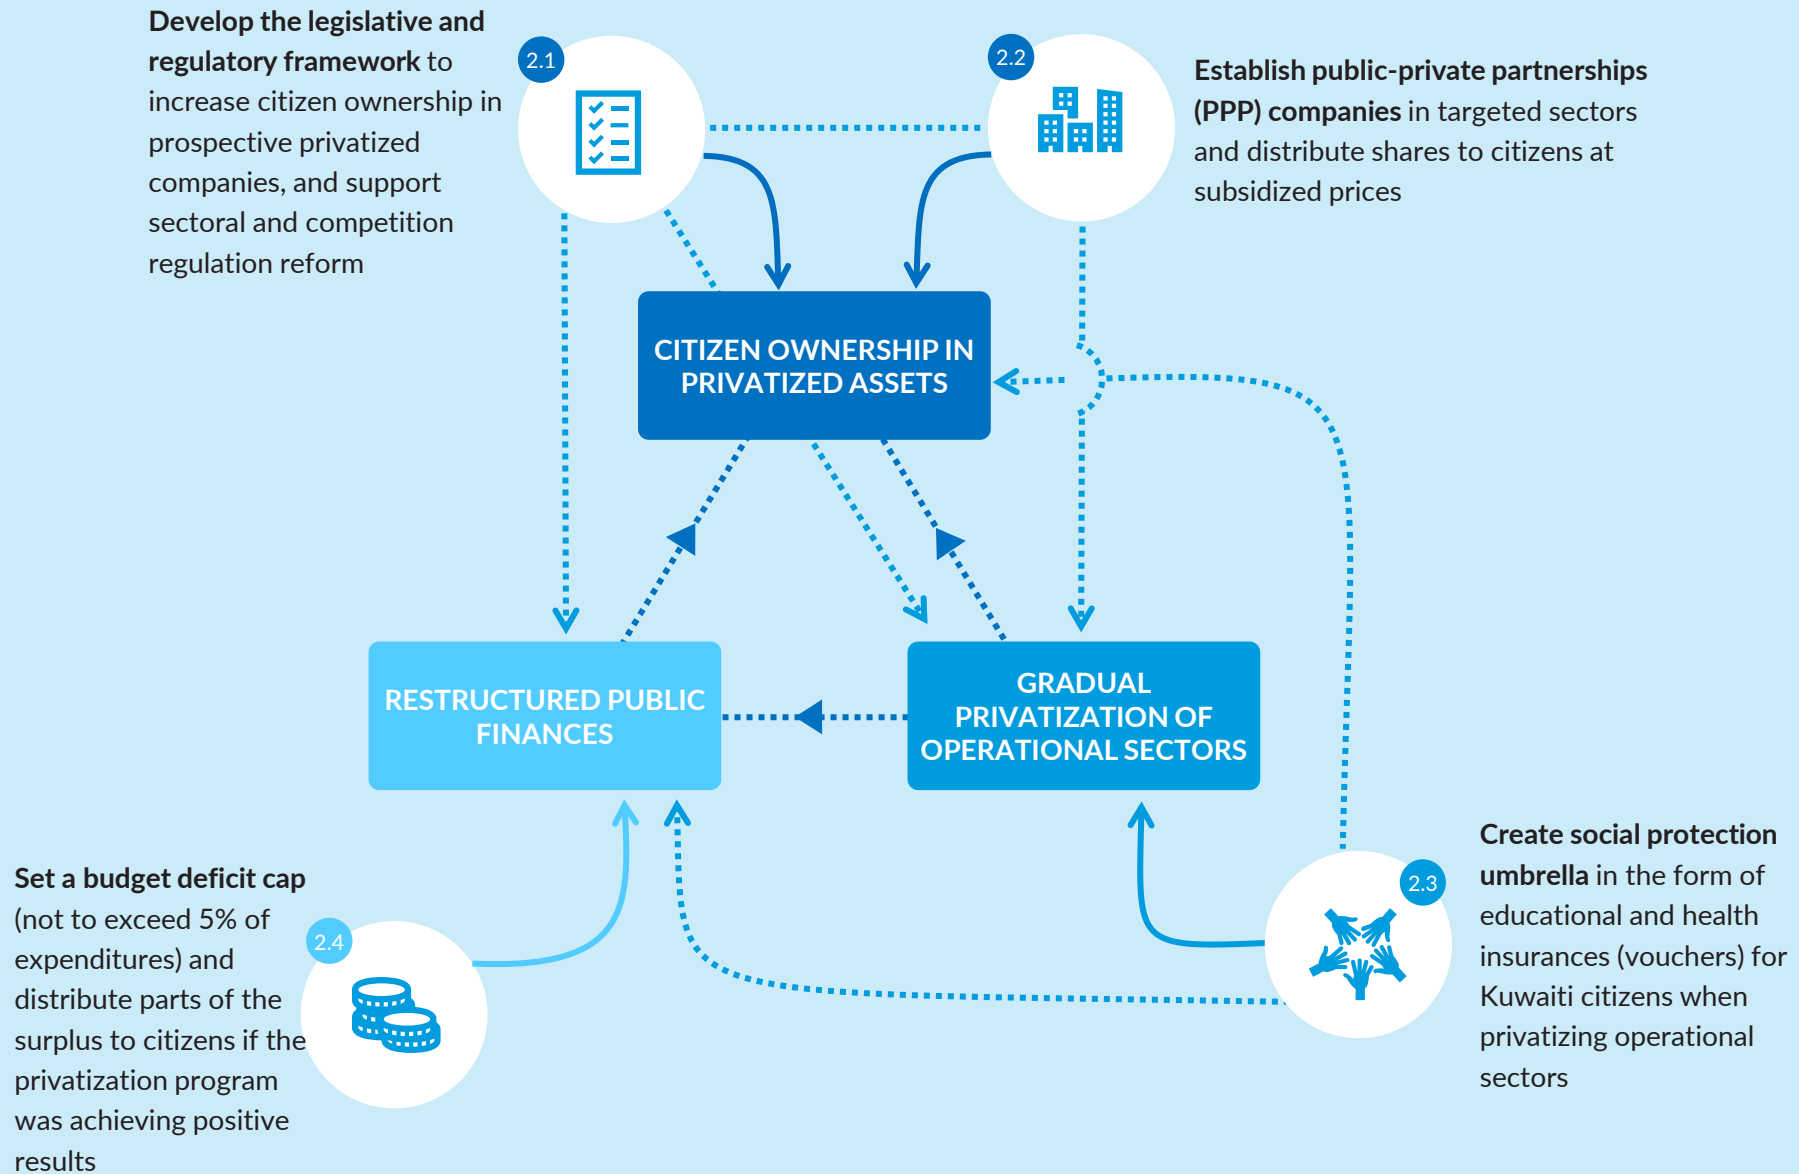 Develop the legislative and
regulatory framework to
increase citizen ownership in
prospective privatized
companies, and support
sectoral and competition
regulation reform
2.1
2.2
Establish public-private partnerships
(PPP) companies in targeted sectors
and distribute shares to citizens at
subsidized prices
CITIZEN OWNERSHIP IN
PRIVATIZED ASSETS
RESTRUCTURED PUBLIC
FINANCES
GRADUAL
PRIVATIZATION OF
OPERATIONAL SECTORS
Set a budget deficit cap
(not to exceed 5% of
expenditures) and
distribute parts of the
surplus to citizens if the
privatization program
was achieving positive
results
2.4
2.3
Create social protection
umbrella in the form of
educational and health
insurances (vouchers) for
Kuwaiti citizens when
privatizing operational
sectors